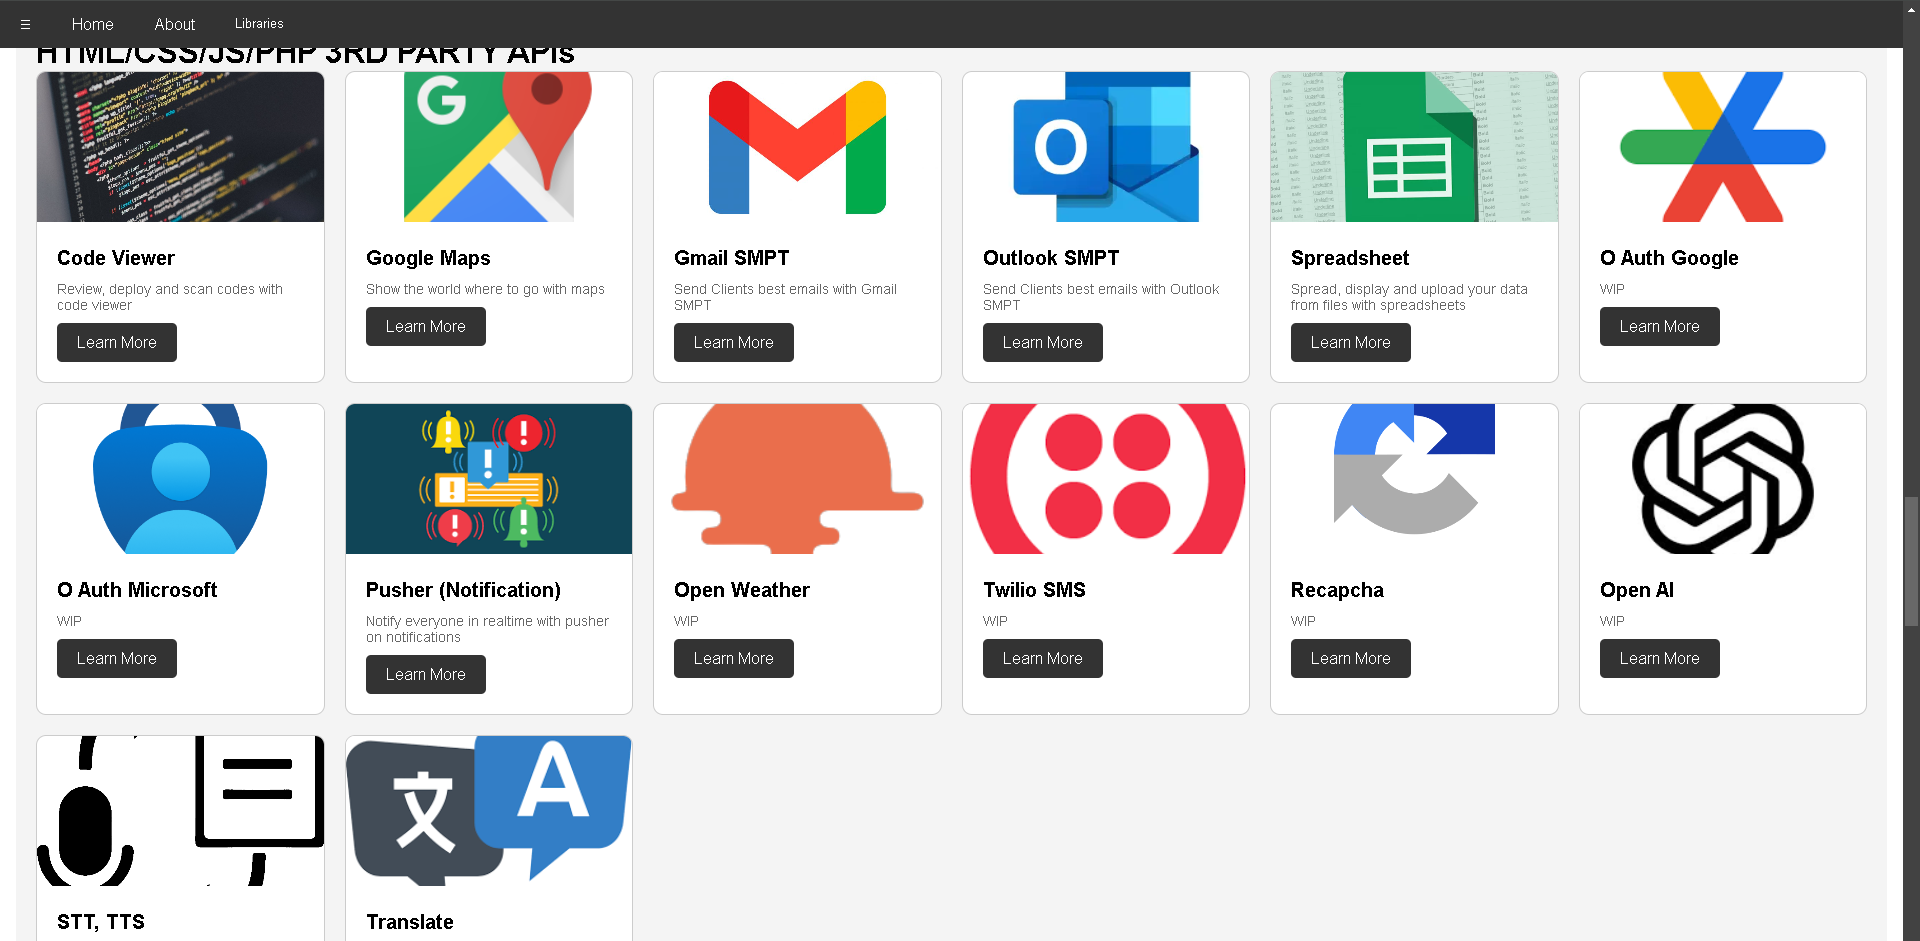 ☰ Home About Libraries
HTML/CSS/JS/PHP 3RD PARTY APIs
G
O
Code Viewer
Review, deploy and scan codes with
code viewer
Learn More
Google Maps
Show the world where to go with maps
Learn More
Gmail SMPT
Send Clients best emails with Gmail
SMPT
Learn More
Outlook SMPT
Send Clients best emails with Outlook
SMPT
Learn More
Spreadsheet
Spread, display and upload your data
from files with spreadsheets
Learn More
O Auth Google
WIP
Learn More
O Auth Microsoft
WIP
Learn More
Pusher (Notification)
Notify everyone in realtime with pusher
on notifications
Learn More
Open Weather
WIP
Learn More
Twilio SMS
WIP
Learn More
Recapcha
WIP
Learn More
Open AI
WIP
Learn More
STT, TTS
文 A
Translate